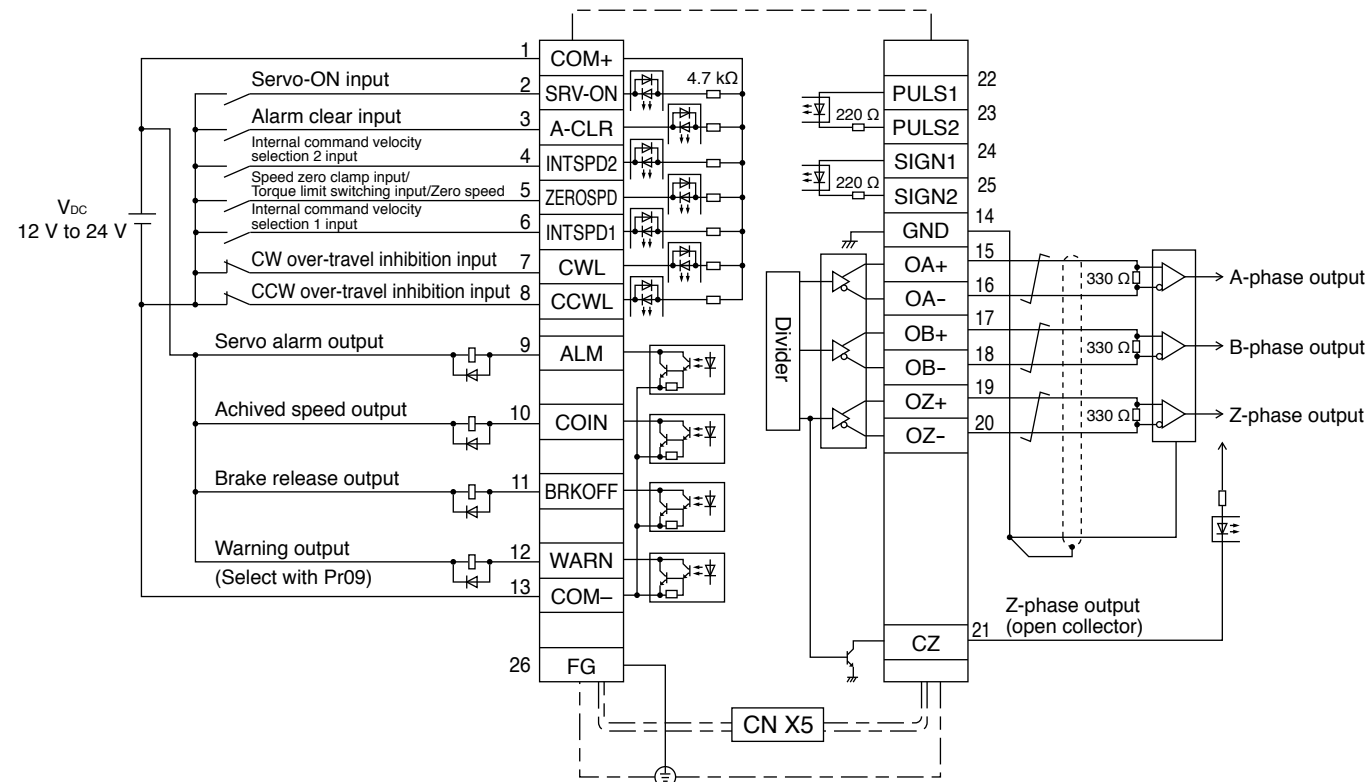 1
COM+
Servo-ON input
2
SRV-ON
4.7 kΩ
Alarm clear input
3
A-CLR
Internal command velocity
selection 2 input
4
INTSPD2
Speed zero clamp input/
Torque limit switching input/Zero speed
5
ZEROSPD
Internal command velocity
selection 1 input
6
INTSPD1
VDC
12 V to 24 V
CW over-travel inhibition input
7
CWL
CCW over-travel inhibition input
8
CCWL
Servo alarm output
9
ALM
Achived speed output
10
COIN
Brake release output
11
BRKOFF
Warning output
(Select with Pr09)
12
WARN
13
COM–
26
FG
22
PULS1
23
220 Ω
PULS2
24
SIGN1
25
220 Ω
SIGN2
14
GND
15
OA+
16
OA–
330 Ω
A-phase output
17
OB+
18
OB–
330 Ω
B-phase output
19
OZ+
20
OZ–
330 Ω
Z-phase output
Divider
Z-phase output
(open collector)
21
CZ
CN X5